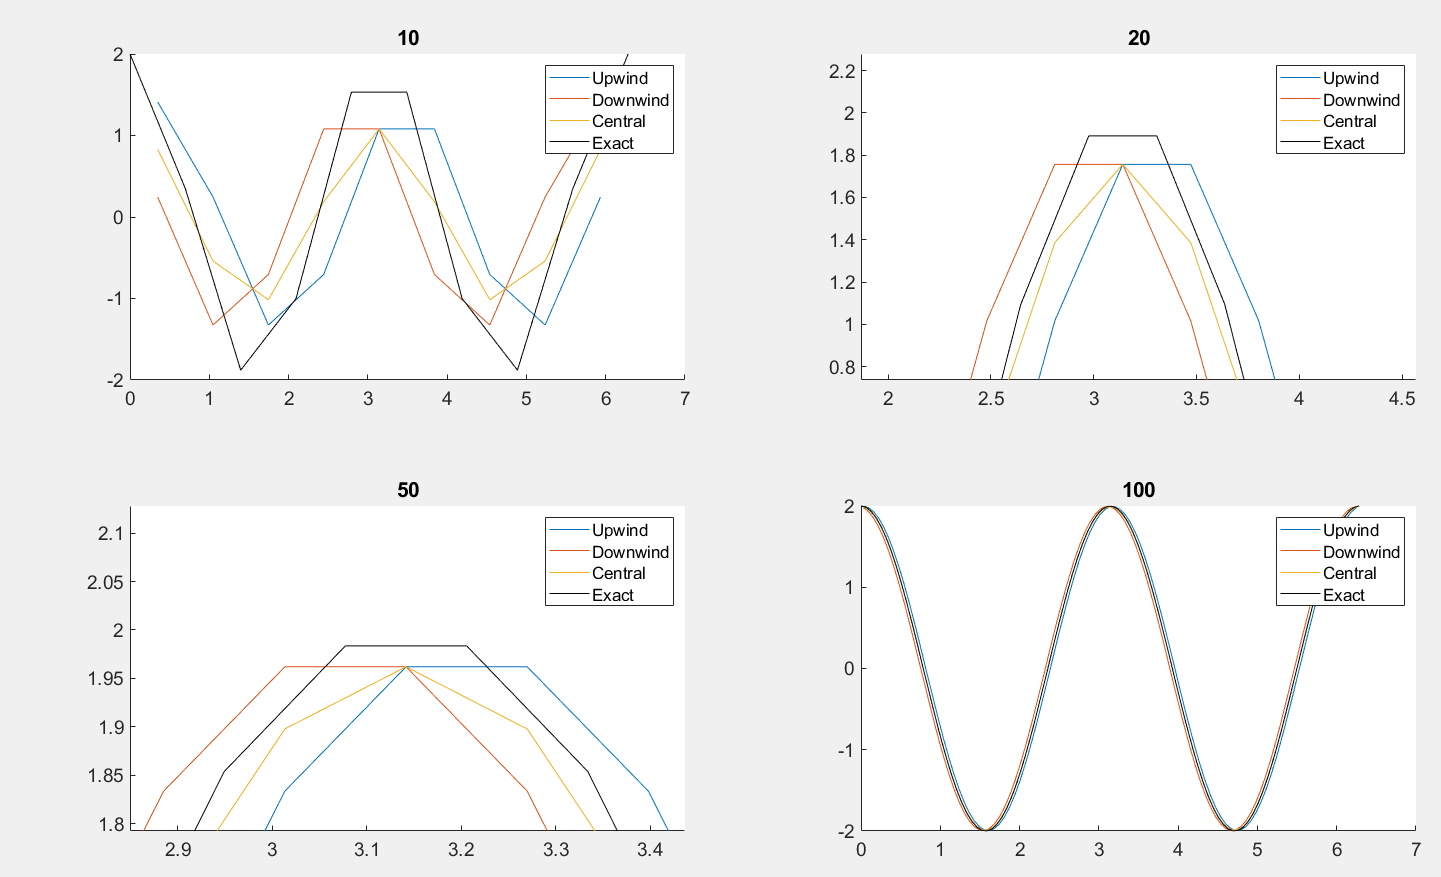 10
2
1
0
-1
-2
0 1 2 3 4 5 6 7
Upwind
Downwind
Central
Exact
20
2.2
2
1.8
1.6
1.4
1.2
1
0.8
2 2.5 3 3.5 4 4.5
Upwind
Downwind
Central
Exact
50
2.1
2.05
2
1.95
1.9
1.85
1.8
2.9 3 3.1 3.2 3.3 3.4
Upwind
Downwind
Central
Exact
100
2
1
0
-1
-2
0 1 2 3 4 5 6 7
Upwind
Downwind
Central
Exact